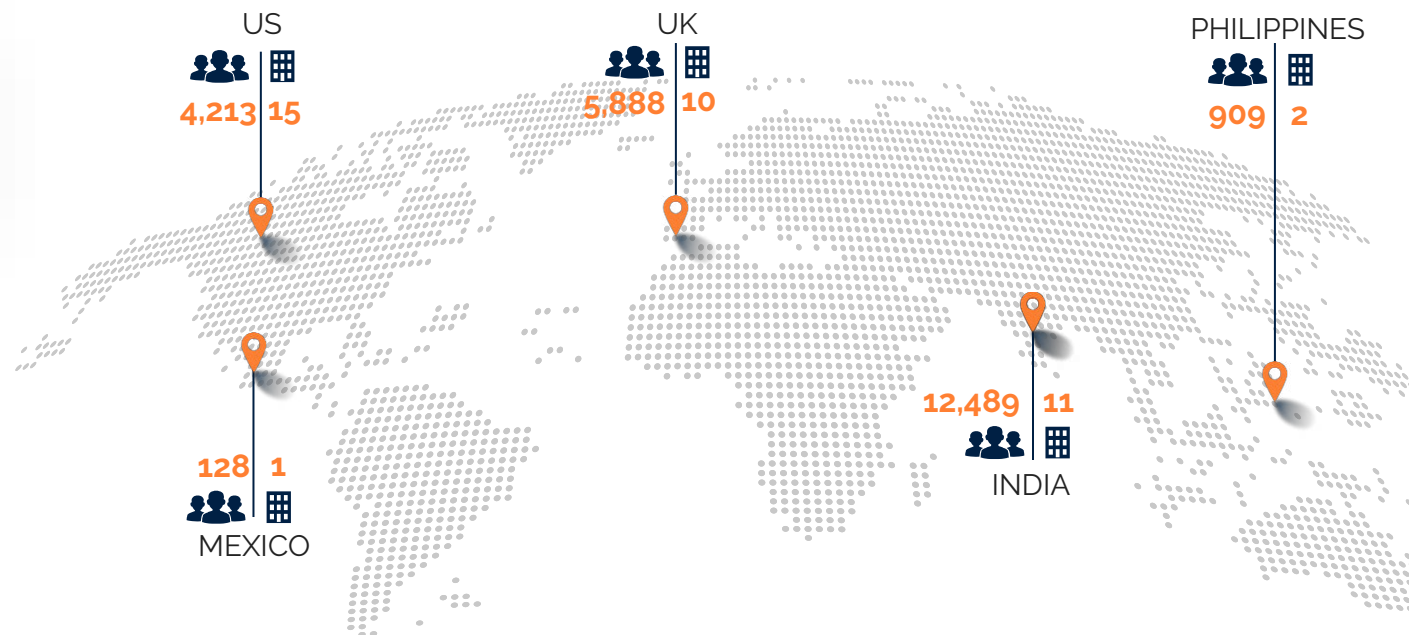 US
4,213 15
UK
5,888 10
PHILIPPINES
909 2
12,489 11
INDIA
128 1
MEXICO